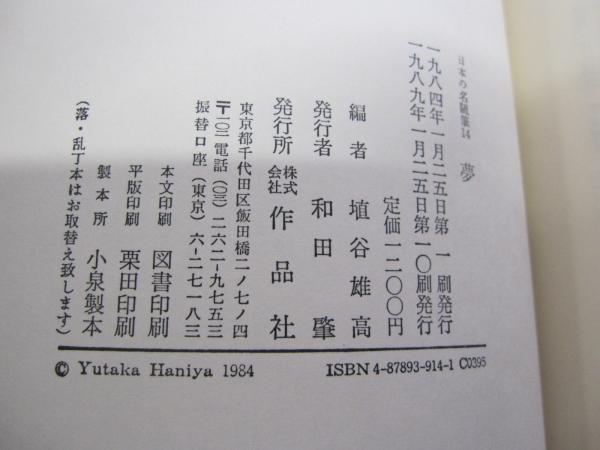 日本の名随筆14　夢
一九八四年一月二五日第一刷発行
一九八九年一月二五日第一〇刷発行
定価一二〇〇円
編者　埴谷雄高
発行者　和田肇
発行所　株式会社作品社
東京都千代田区飯田橋二ノ七ノ四
〒一〇二電話(〇三)二六二-九七五三
振替口座(東京)六-二七一八三
本文印刷　図書印刷
平版印刷　栗田印刷
製本所　小泉製本
(落・乱丁本はお取替え致します)
© Yutaka Haniya 1984
ISBN 4-87893-914-1 C0395